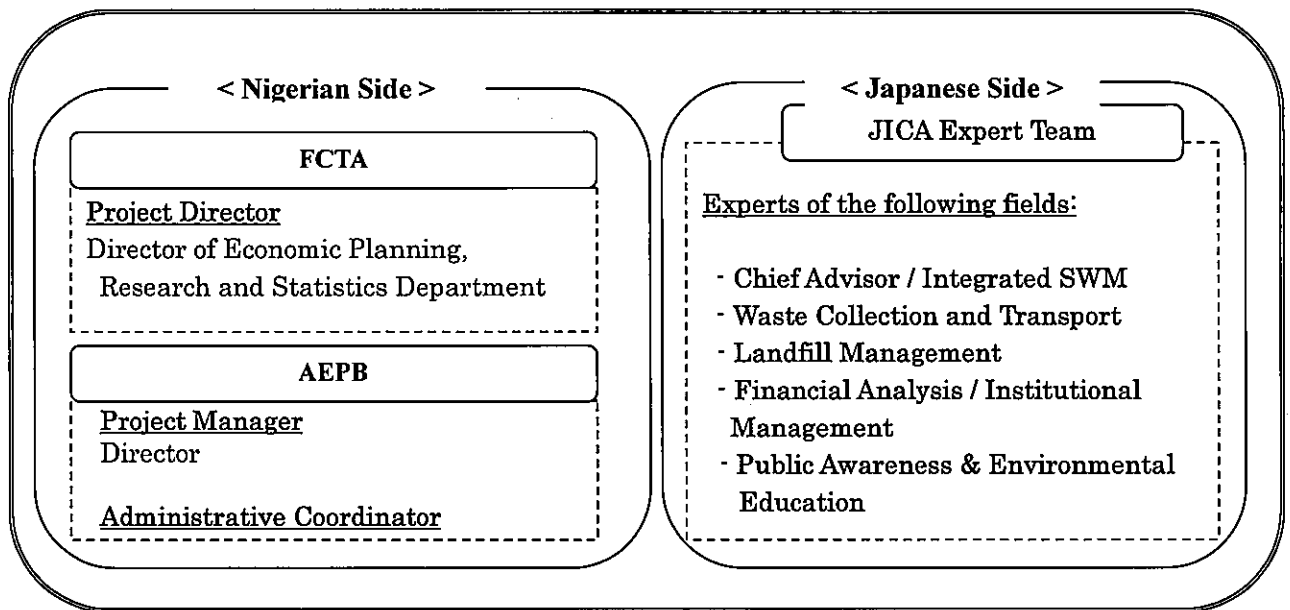 < Nigerian Side >
FCTA
Project Director
Director of Economic Planning,
Research and Statistics Department
AEPB
Project Manager
Director
Administrative Coordinator
< Japanese Side >
JICA Expert Team
Experts of the following fields:
- Chief Advisor / Integrated SWM
- Waste Collection and Transport
- Landfill Management
- Financial Analysis / Institutional
Management
- Public Awareness & Environmental
Education